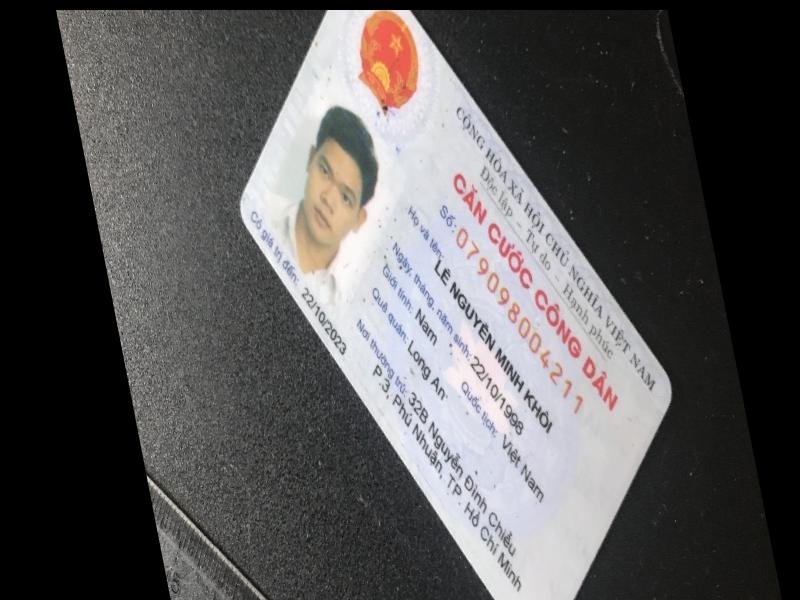 CỘNG HÒA XÃ HỘI CHỦ NGHĨA VIỆT NAM
Độc lập - Tự do - Hạnh phúc
CĂN CƯỚC CÔNG DÂN
Số: 079098004211
Họ và tên:
LÊ NGUYÊN MINH KHÔI
Ngày, tháng, năm sinh: 22/10/1998
Giới tính: Nam Quốc tịch: Việt Nam
Quê quán: Long An
Nơi thường trú: 32B Nguyễn Đình Chiểu
P.3, Phú Nhuận, TP. Hồ Chí Minh
Có giá trị đến: 22/10/2023